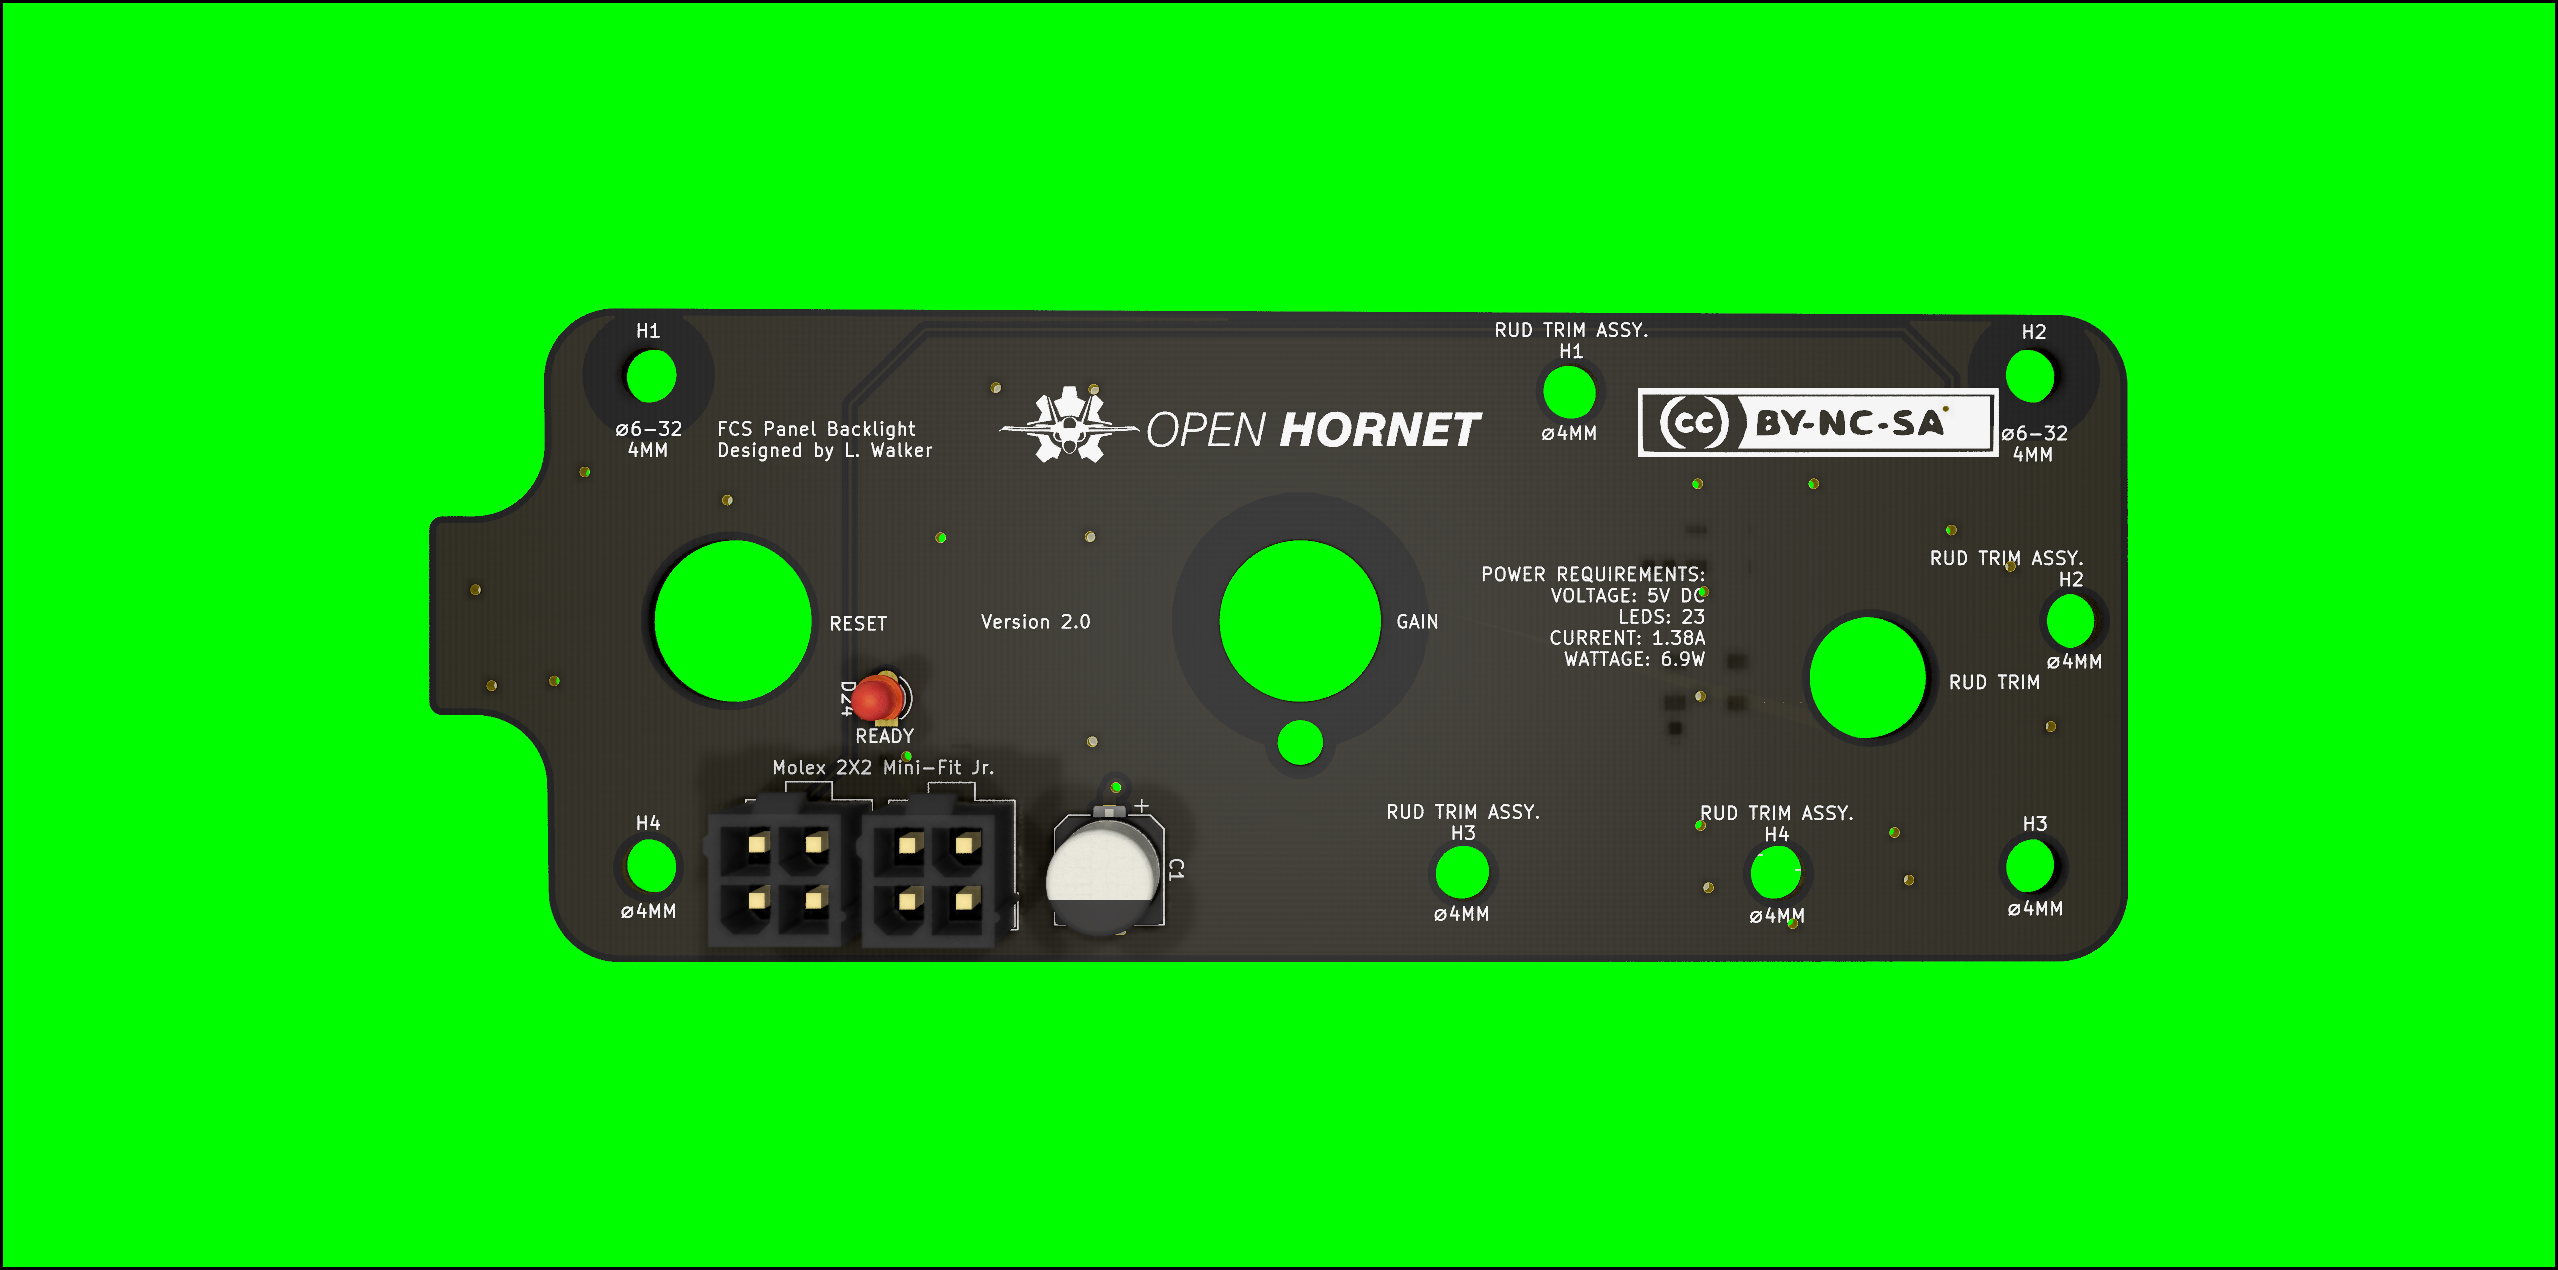 H1
RUD TRIM ASSY.
H1
H2
ø6-32
4MM
FCS Panel Backlight
Designed by L. Walker
OPEN HORNET
ø4MM
cc BY-NC-SA
ø6-32
4MM
RUD TRIM ASSY.
H2
ø4MM
POWER REQUIREMENTS:
VOLTAGE: 5V DC
LEDS: 23
CURRENT: 1.38A
WATTAGE: 6.9W
RESET
Version 2.0
GAIN
RUD TRIM
D24
READY
Molex 2X2 Mini-Fit Jr.
+
C1
H4
ø4MM
RUD TRIM ASSY.
H3
ø4MM
RUD TRIM ASSY.
H4
ø4MM
H3
ø4MM